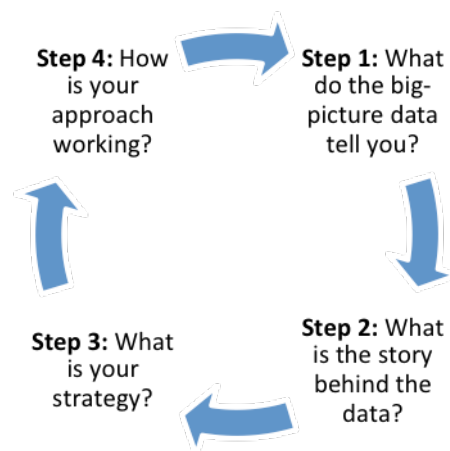 Step 1: What
do the big-
picture data
tell you?
Step 2: What
is the story
behind the
data?
Step 3: What
is your
strategy?
Step 4: How
is your
approach
working?